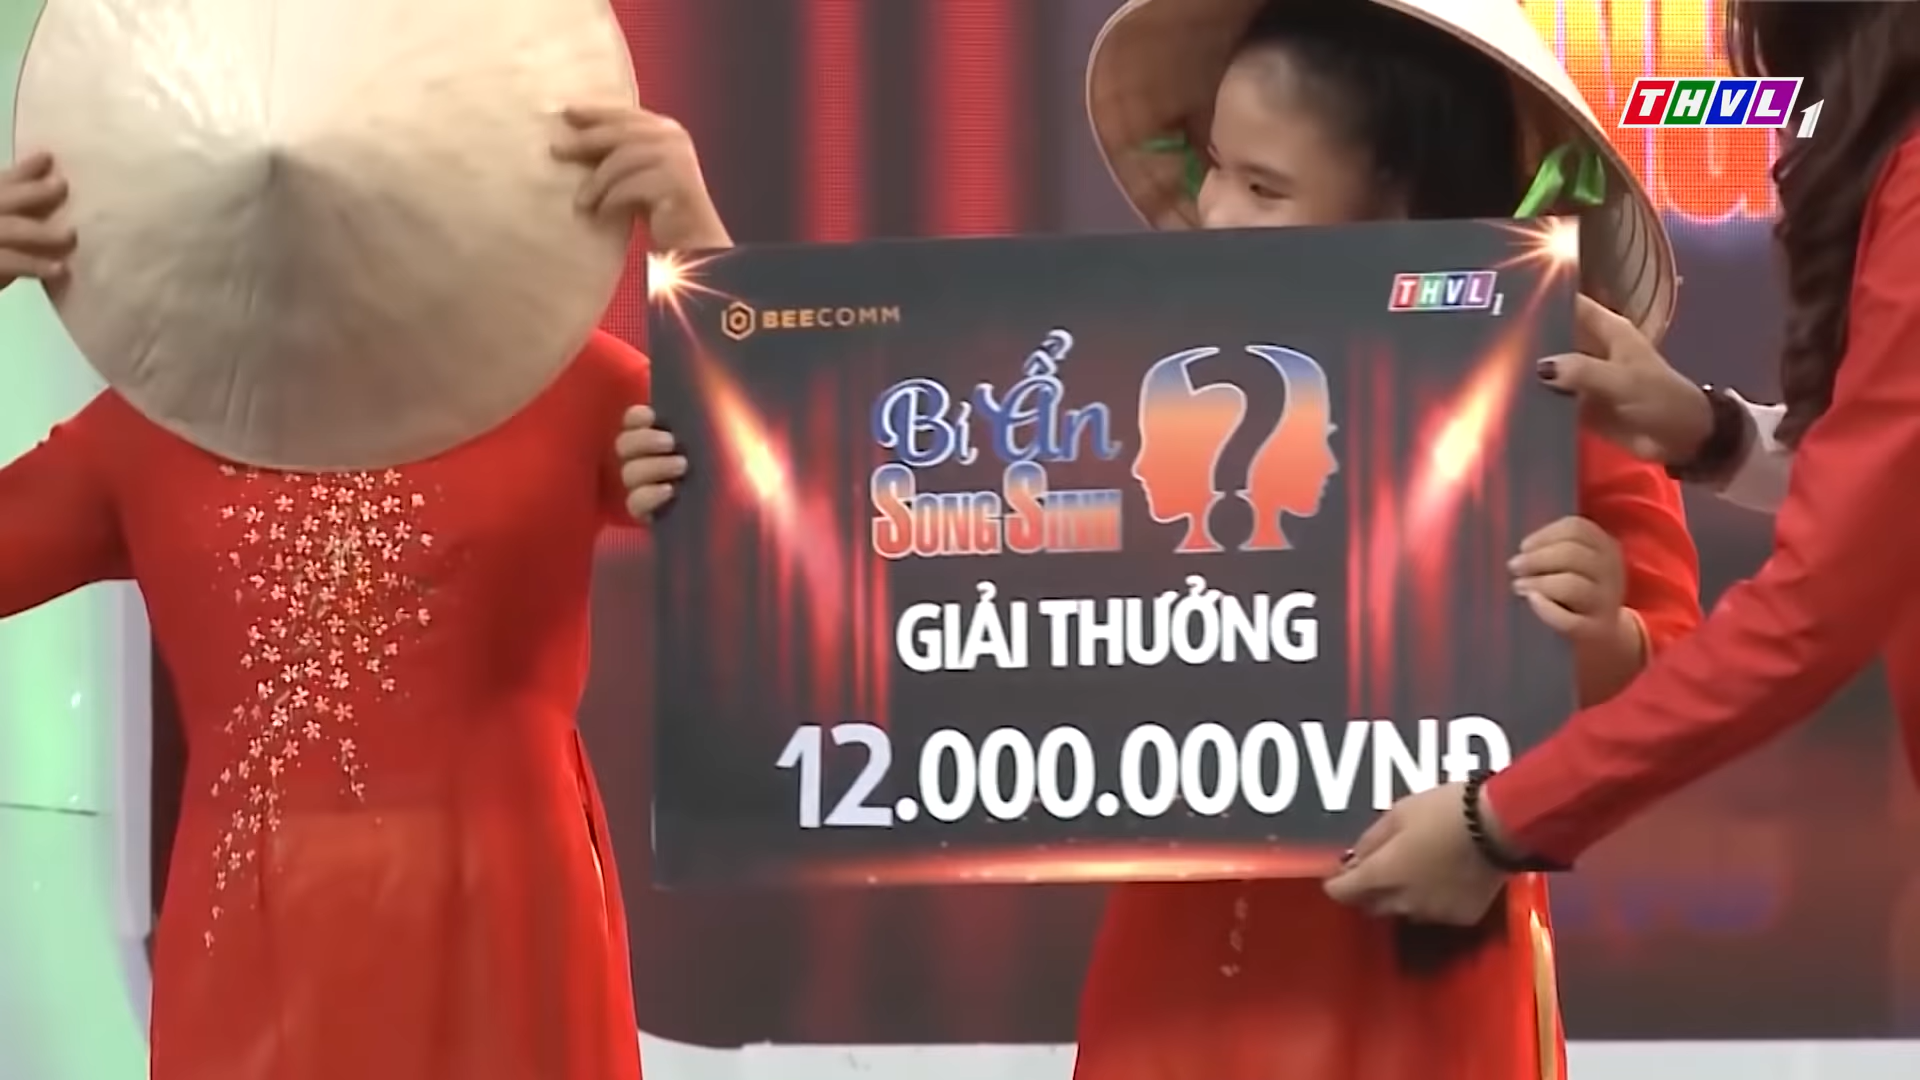 THVL1
BEECOMM
THVL1
Bí Ẩn
SONG SINH
GIẢI THƯỞNG
12.000.000VNĐ